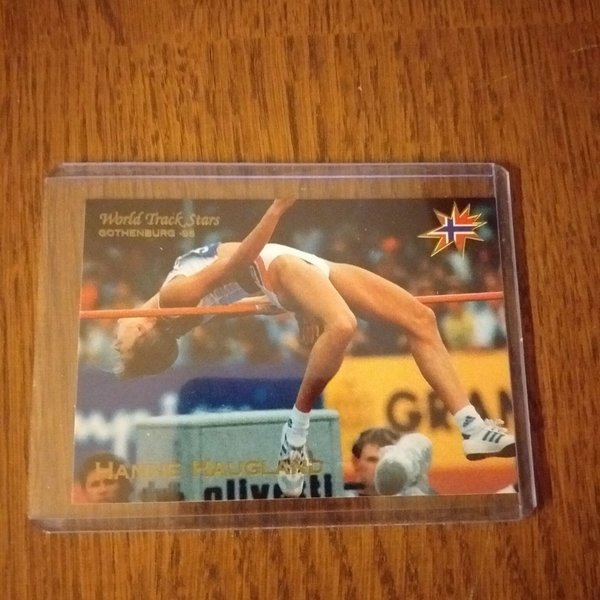 World Track Stars
GOTHENBURG -95
GRAN
HANNE HAUGLAND
olivetti